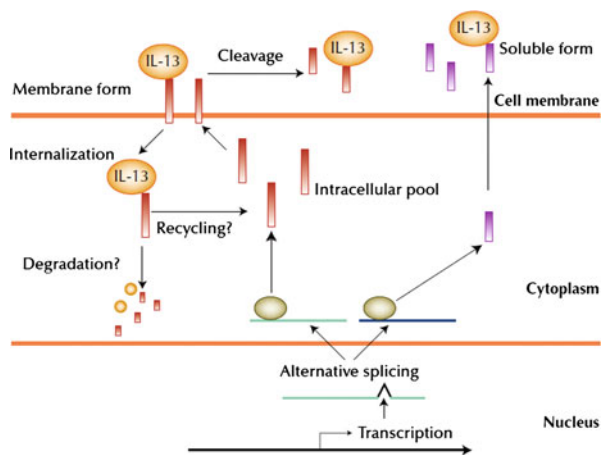 IL-13
Cleavage
IL-13
IL-13
Soluble form
Membrane form
Cell membrane
Internalization
IL-13
Intracellular pool
Recycling?
Degradation?
Cytoplasm
Alternative splicing
Transcription
Nucleus